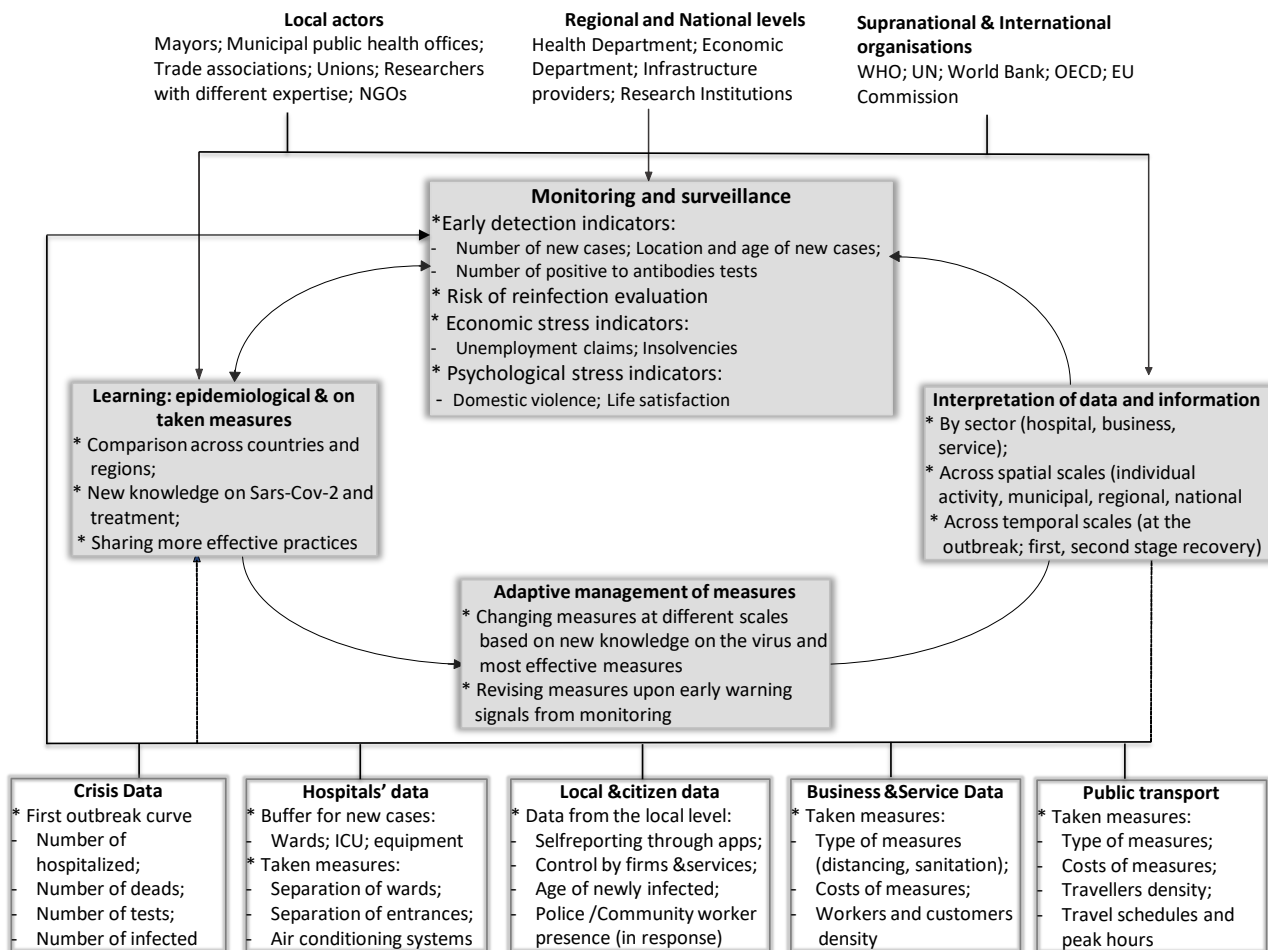 Local actors
Mayors; Municipal public health offices;
Trade associations; Unions; Researchers
with different expertise; NGOs
Regional and National levels
Health Department; Economic
Department; Infrastructure
providers; Research Institutions
Supranational & International
organisations
WHO; UN; World Bank; OECD; EU
Commission
Monitoring and surveillance
*Early detection indicators:
- Number of new cases; Location and age of new cases;
- Number of positive to antibodies tests
* Risk of reinfection evaluation
* Economic stress indicators:
- Unemployment claims; Insolvencies
* Psychological stress indicators:
- Domestic violence; Life satisfaction
Learning: epidemiological & on
taken measures
* Comparison across countries and
regions;
* New knowledge on Sars-Cov-2 and
treatment;
* Sharing more effective practices
Interpretation of data and information
* By sector (hospital, business,
service);
* Across spatial scales (individual
activity, municipal, regional, national
* Across temporal scales (at the
outbreak; first, second stage recovery)
Adaptive management of measures
* Changing measures at different scales
based on new knowledge on the virus and
most effective measures
* Revising measures upon early warning
signals from monitoring
Crisis Data
* First outbreak curve
- Number of
hospitalized;
- Number of deads;
- Number of tests;
- Number of infected
Hospitals’ data
* Buffer for new cases:
- Wards; ICU; equipment
* Taken measures:
- Separation of wards;
- Separation of entrances;
- Air conditioning systems
Local &citizen data
* Data from the local level:
- Selfreporting through apps;
- Control by firms &services;
- Age of newly infected;
- Police /Community worker
presence (in response)
Business &Service Data
* Taken measures:
- Type of measures
(distancing, sanitation);
- Costs of measures;
- Workers and customers
density
Public transport
* Taken measures:
- Type of measures;
- Costs of measures;
- Travellers density;
- Travel schedules and
peak hours